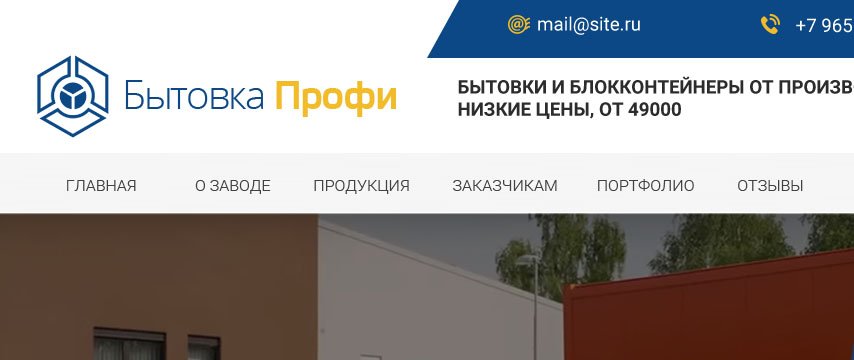 mail@site.ru
+7 965
Бытовка Профи
БЫТОВКИ И БЛОККОНТЕЙНЕРЫ ОТ ПРОИЗВ
НИЗКИЕ ЦЕНЫ, ОТ 49000
ГЛАВНАЯ О ЗАВОДЕ ПРОДУКЦИЯ ЗАКАЗЧИКАМ ПОРТФОЛИО ОТЗЫВЫ